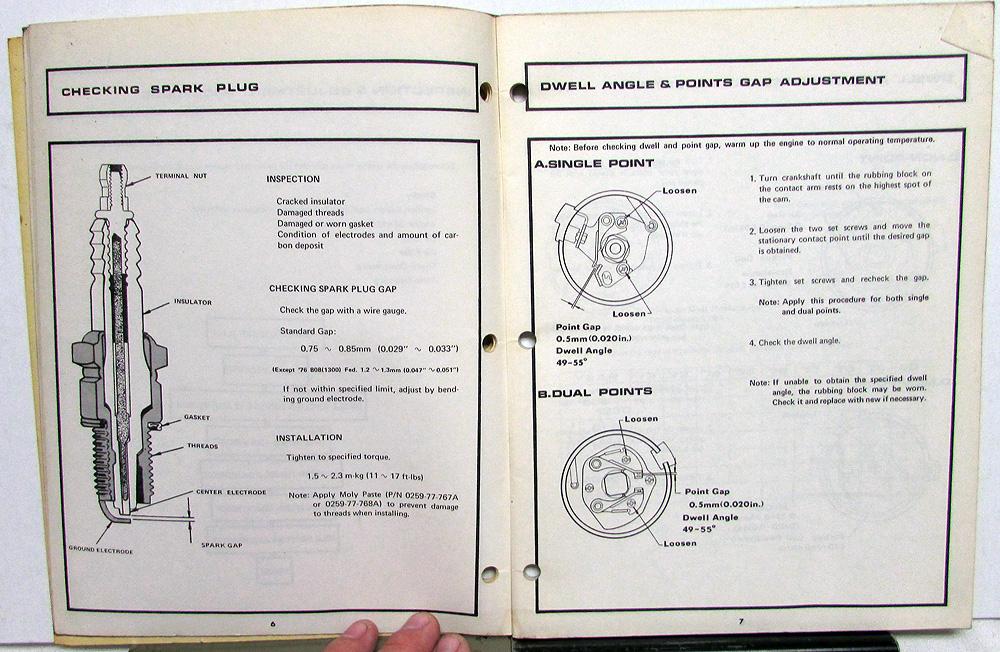 CHECKING SPARK PLUG
TERMINAL NUT
INSULATOR
GASKET
THREADS
CENTER ELECTRODE
GROUND ELECTRODE
SPARK GAP
INSPECTION
Cracked insulator
Damaged threads
Damaged or worn gasket
Condition of electrodes and amount of car-
bon deposit
CHECKING SPARK PLUG GAP
Check the gap with a wire gauge.
Standard Gap:
0.75 ~ 0.85mm (0.029" ~ 0.033")
(Except '76 808(1300) Fed. 1.2 ~ 1.3mm (0.047" ~ 0.051")
If not within specified limit, adjust by bend-
ing ground electrode.
INSTALLATION
Tighten to specified torque.
1.5 ~ 2.3 m-kg (11 ~ 17 ft-lbs)
Note: Apply Moly Paste (P/N 0259-77-767A
or 0259-77-768A) to prevent damage
to threads when installing.
6
DWELL ANGLE & POINTS GAP ADJUSTMENT
Note: Before checking dwell and point gap, warm up the engine to normal operating temperature.
A.SINGLE POINT
Loosen
Loosen
Point Gap
0.5mm(0.020in.)
Dwell Angle
49-55°
1. Turn crankshaft until the rubbing block on
the contact arm rests on the highest spot of
the cam.
2. Loosen the two set screws and move the
stationary contact point until the desired gap
is obtained.
3. Tighten set screws and recheck the gap.
Note: Apply this procedure for both single
and dual points.
4. Check the dwell angle.
Note: If unable to obtain the specified dwell
angle, the rubbing block may be worn.
Check it and replace with new if necessary.
B.DUAL POINTS
Loosen
Point Gap
0.5mm(0.020in.)
Dwell Angle
49-55°
Loosen
7